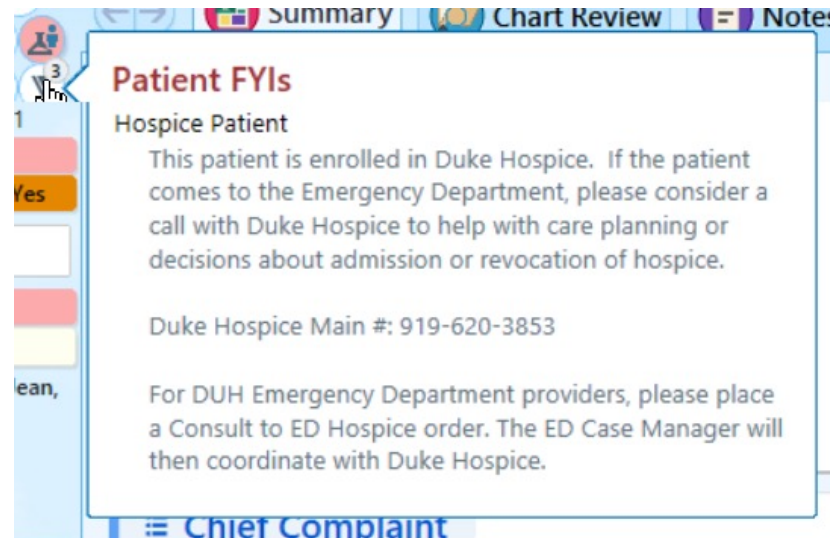 Summary
Chart Review
Notes
3
Patient FYIs
1
Hospice Patient
This patient is enrolled in Duke Hospice. If the patient
Yes
comes to the Emergency Department, please consider a
call with Duke Hospice to help with care planning or
decisions about admission or revocation of hospice.
Duke Hospice Main #: 919-620-3853
ean,
For DUH Emergency Department providers, please place
a Consult to ED Hospice order. The ED Case Manager will
then coordinate with Duke Hospice.
Chief Complaint